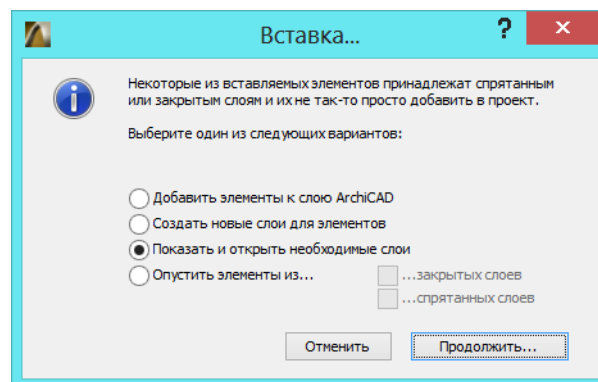 Вставка...
?
Некоторые из вставляемых элементов принадлежат спрятанным
или закрытым слоям и их не так-то просто добавить в проект.
Выберите один из следующих вариантов:
Добавить элементы к слою ArchiCAD
Создать новые слои для элементов
Показать и открыть необходимые слои
Опустить элементы из... ...закрытых слоев
...спрятанных слоев
Отменить Продолжить...